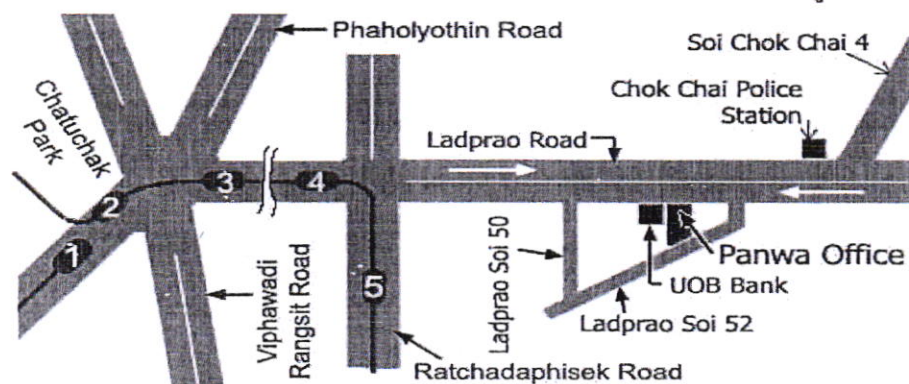 Phaholyothin Road
Soi Chok Chai 4
Chok Chai Police
Station
Ladprao Road
Chatuchak
Park
1
2
3
4
5
Viphawadi
Rangsit Road
Ratchadaphisek Road
Ladprao Soi 50
Panwa Office
UOB Bank
Ladprao Soi 52